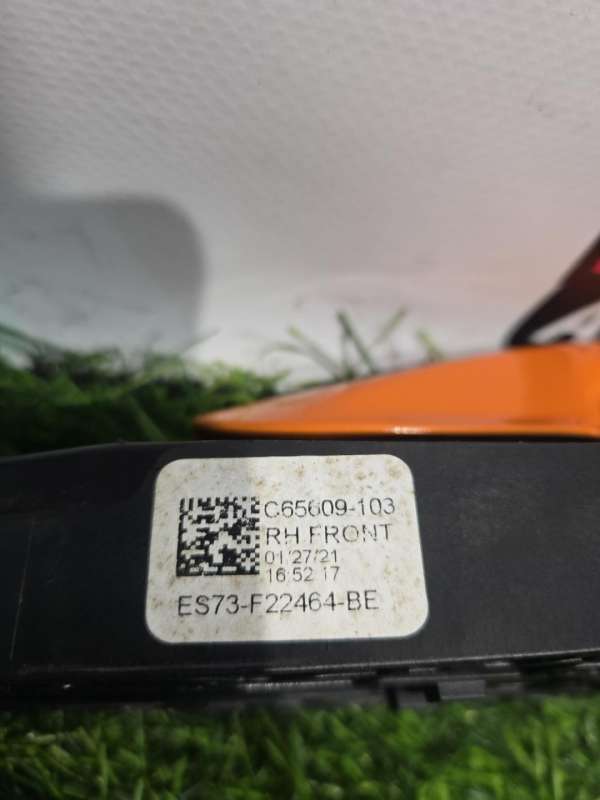 C65609-103
RH FRONT
01/27/21
16:52:17
ES73-F22464-BE